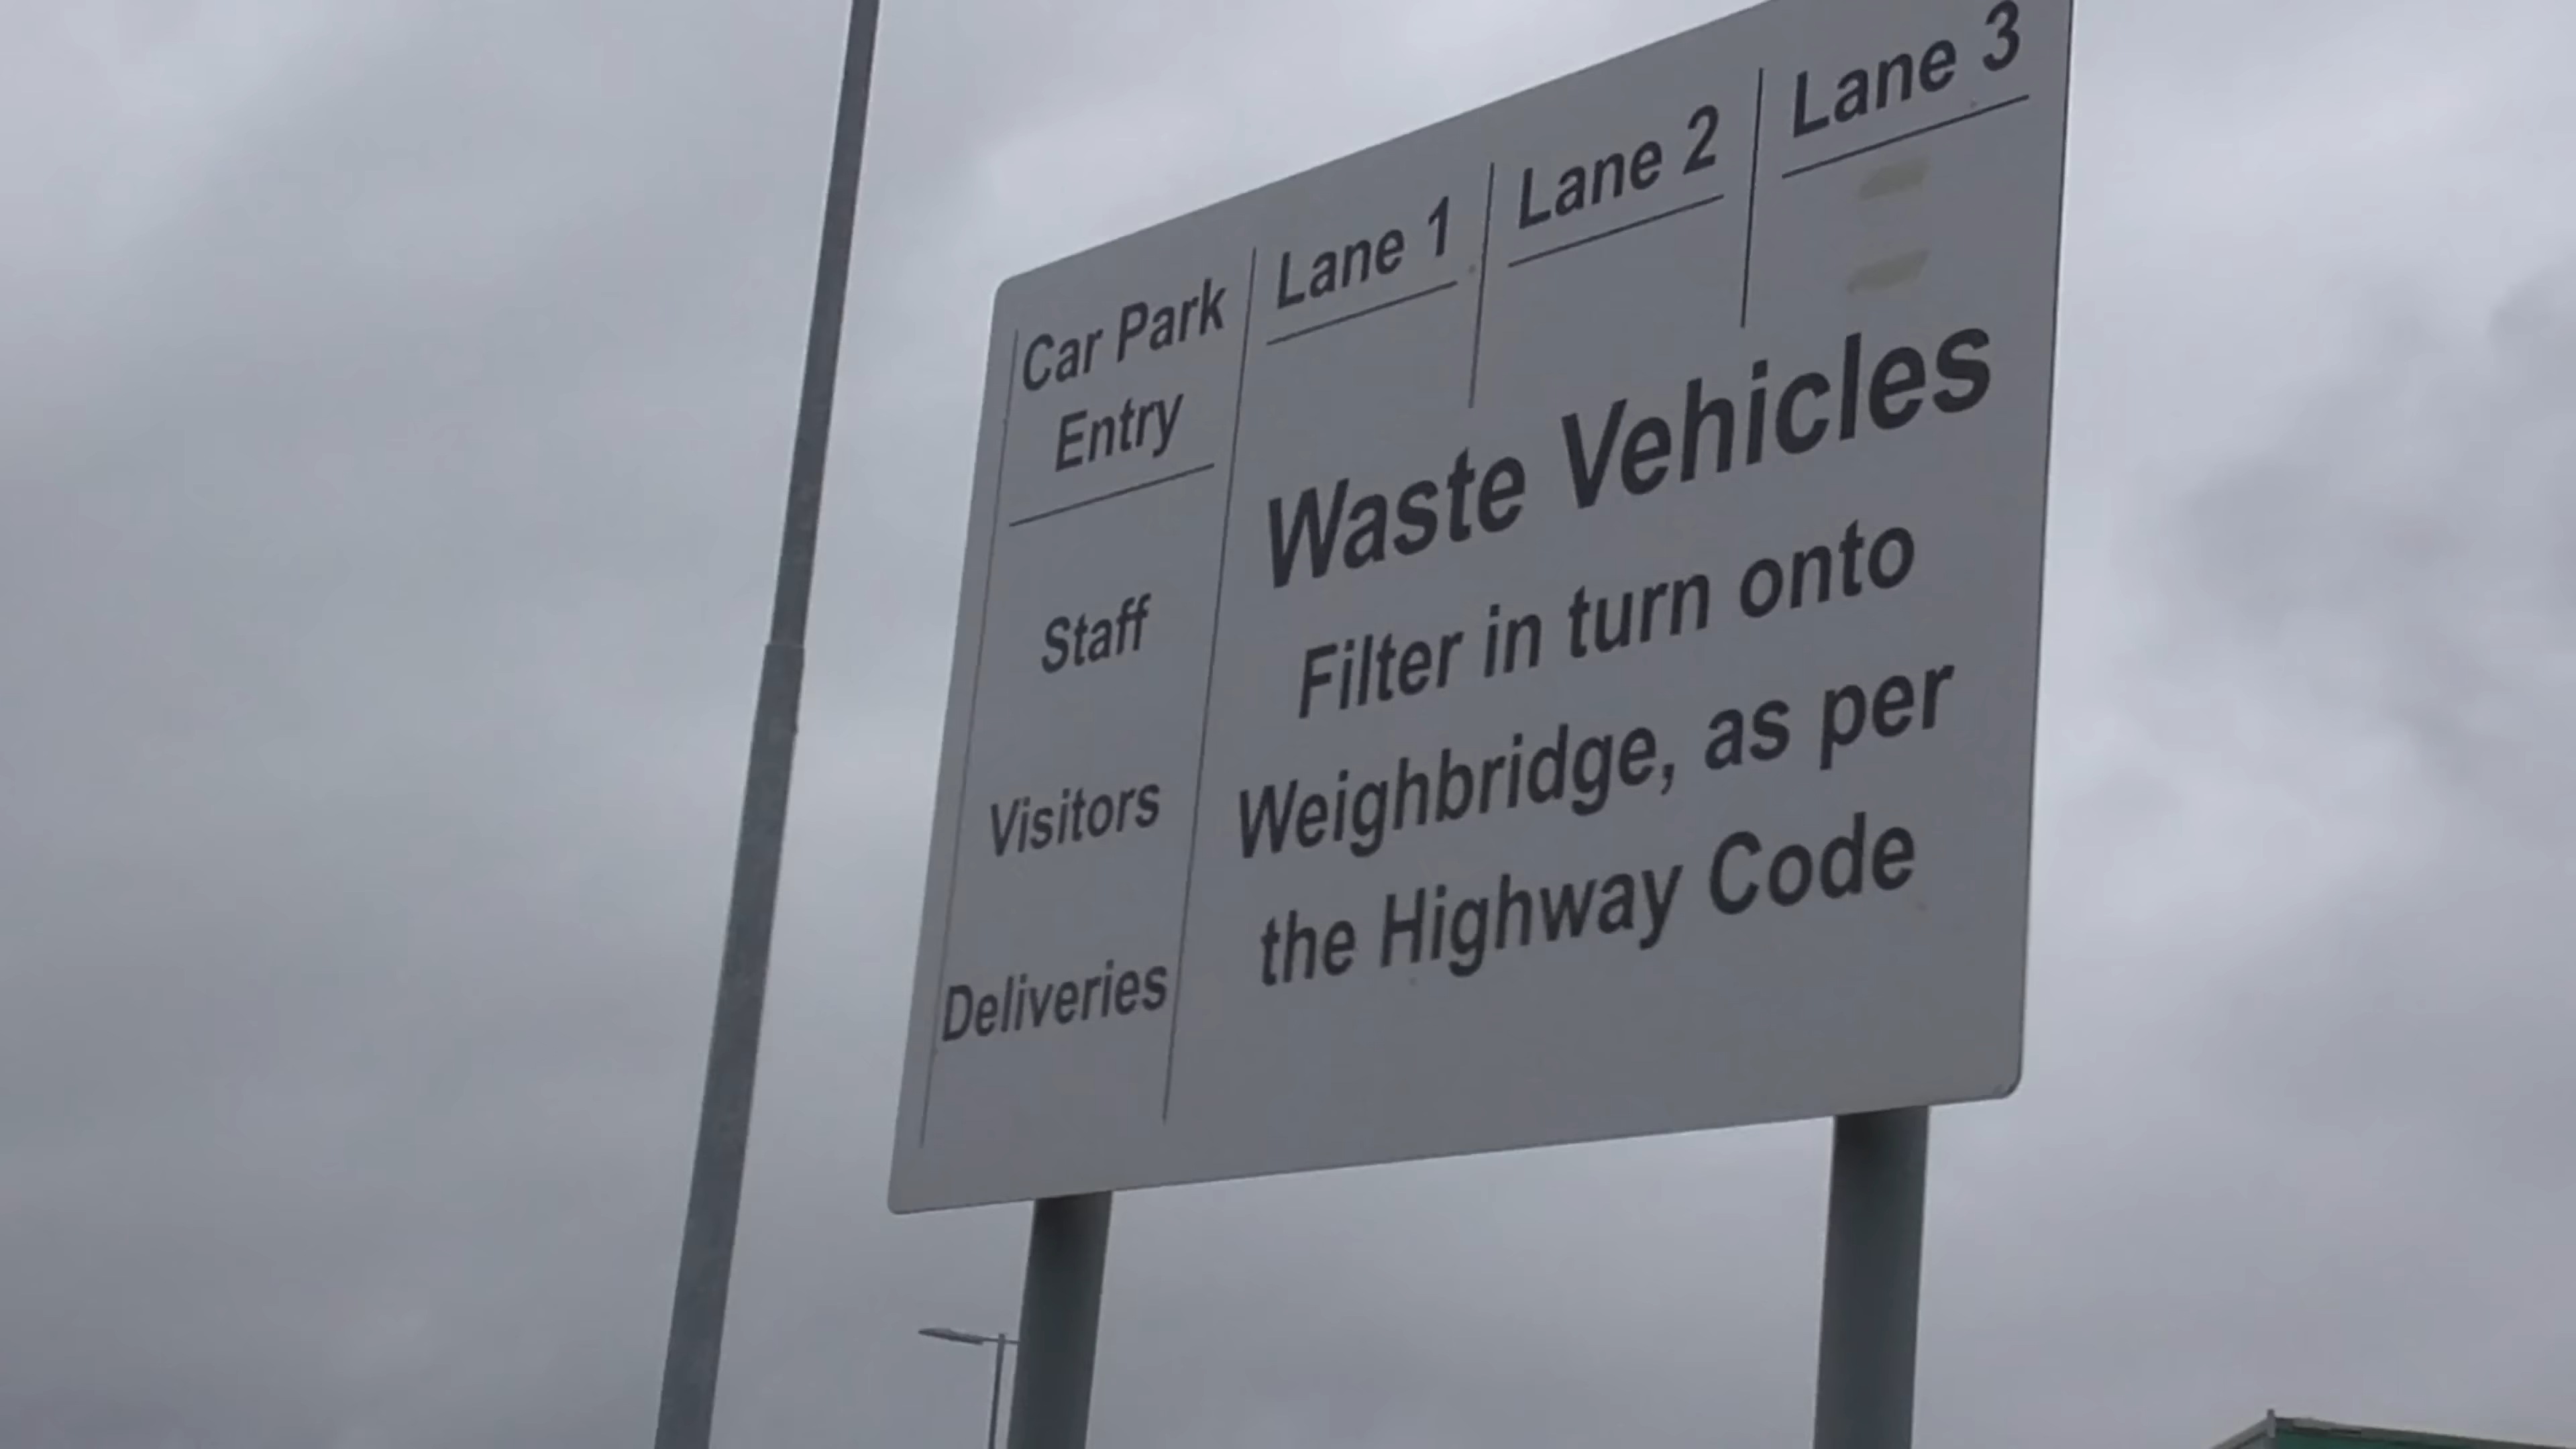 Car Park
Entry
Staff
Visitors
Deliveries
Lane 1
Lane 2
Lane 3
Waste Vehicles
Filter in turn onto
Weighbridge, as per
the Highway Code